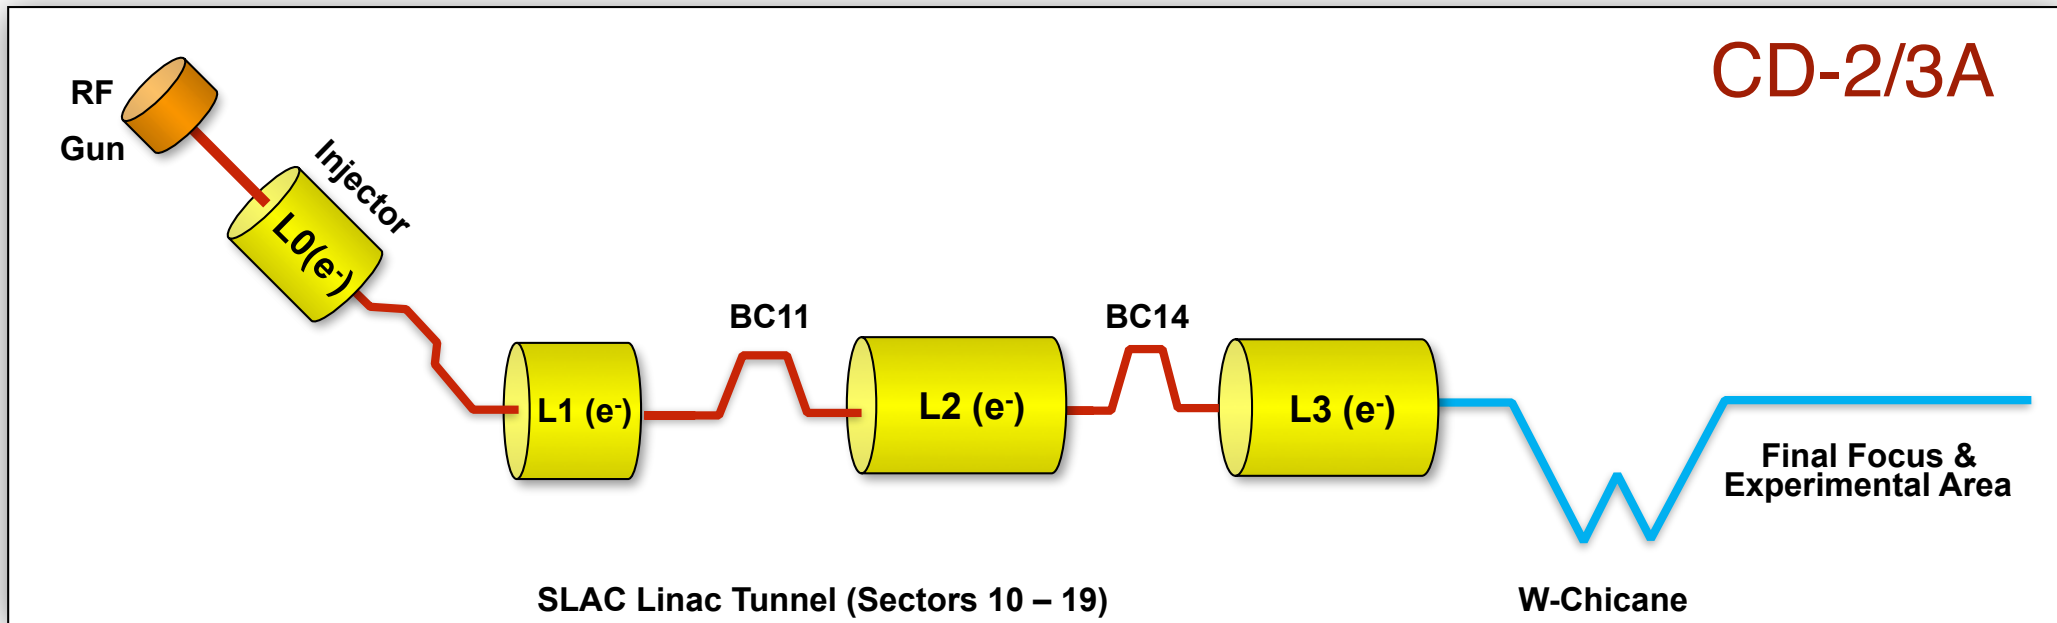 CD-2/3A
RF
Gun
Injector
L0(e-)
BC11
BC14
L1 (e-)
L2 (e-)
L3 (e-)
Final Focus &
Experimental Area
SLAC Linac Tunnel (Sectors 10 – 19)
W-Chicane